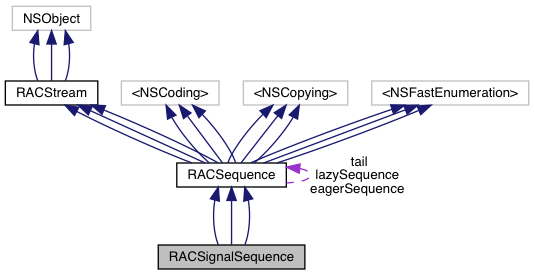 NSObject
RACStream
<NSCoding>
<NSCopying>
<NSFastEnumeration>
RACSequence
tail
lazySequence
eagerSequence
RACSignalSequence